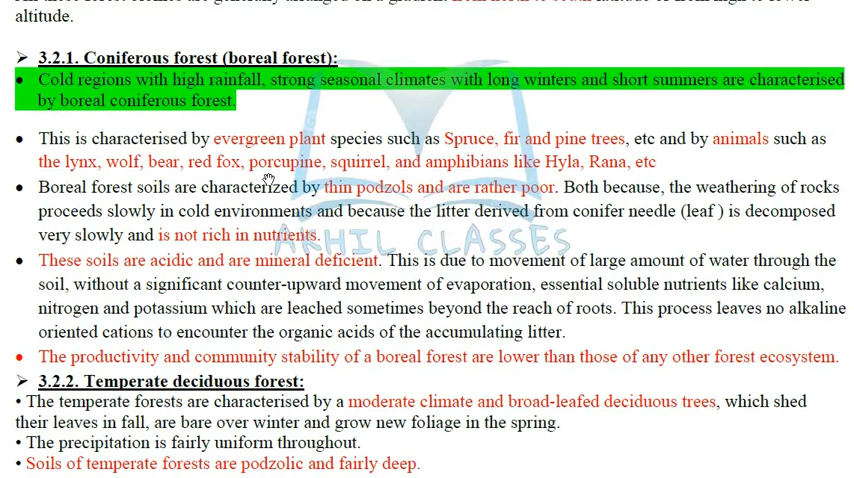 altitude.
➢ 3.2.1. Coniferous forest (boreal forest):
• Cold regions with high rainfall, strong seasonal climates with long winters and short summers are characterised
by boreal coniferous forest.
• This is characterised by evergreen plant species such as Spruce, fir and pine trees, etc and by animals such as
the lynx, wolf, bear, red fox, porcupine, squirrel, and amphibians like Hyla, Rana, etc
• Boreal forest soils are characterized by thin podzols and are rather poor. Both because, the weathering of rocks
proceeds slowly in cold environments and because the litter derived from conifer needle (leaf ) is decomposed
very slowly and is not rich in nutrients.
AKHIL CLASSES
• These soils are acidic and are mineral deficient. This is due to movement of large amount of water through the
soil, without a significant counter-upward movement of evaporation, essential soluble nutrients like calcium,
nitrogen and potassium which are leached sometimes beyond the reach of roots. This process leaves no alkaline
oriented cations to encounter the organic acids of the accumulating litter.
• The productivity and community stability of a boreal forest are lower than those of any other forest ecosystem.
➢ 3.2.2. Temperate deciduous forest:
• The temperate forests are characterised by a moderate climate and broad-leafed deciduous trees, which shed
their leaves in fall, are bare over winter and grow new foliage in the spring.
• The precipitation is fairly uniform throughout.
• Soils of temperate forests are podzolic and fairly deep.